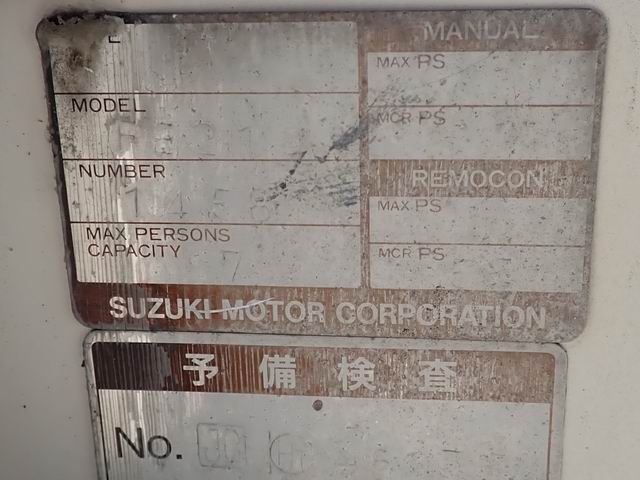 MANUAL
MAX PS
MODEL
MCR PS
NUMBER
REMOCON
MAX PS
MAX PERSONS
CAPACITY 7
MCR PS
SUZUKI MOTOR CORPORATION
予備検査
No.